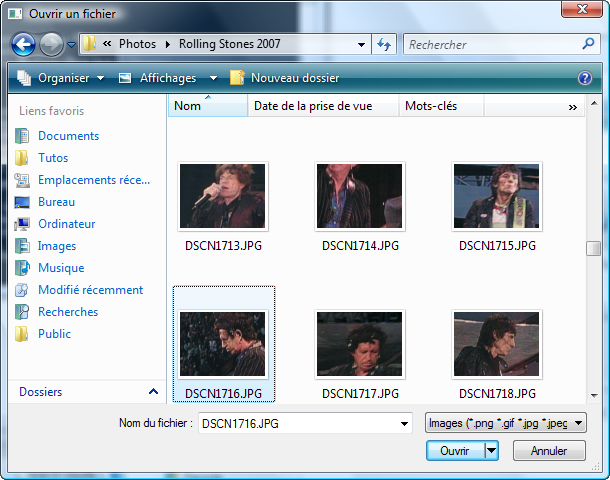 Ouvrir un fichier
« Photos ▸ Rolling Stones 2007
Rechercher
Organiser Affichages Nouveau dossier
Liens favoris
Documents
Tutos
Emplacements réce...
Bureau
Ordinateur
Images
Musique
Modifié récemment
Recherches
Public
Dossiers
Nom Date de la prise de vue Mots-clés »
DSCN1713.JPG DSCN1714.JPG DSCN1715.JPG
DSCN1716.JPG DSCN1717.JPG DSCN1718.JPG
Nom du fichier : DSCN1716.JPG Images (*.png *.gif *.jpg *.jpeg
Ouvrir Annuler